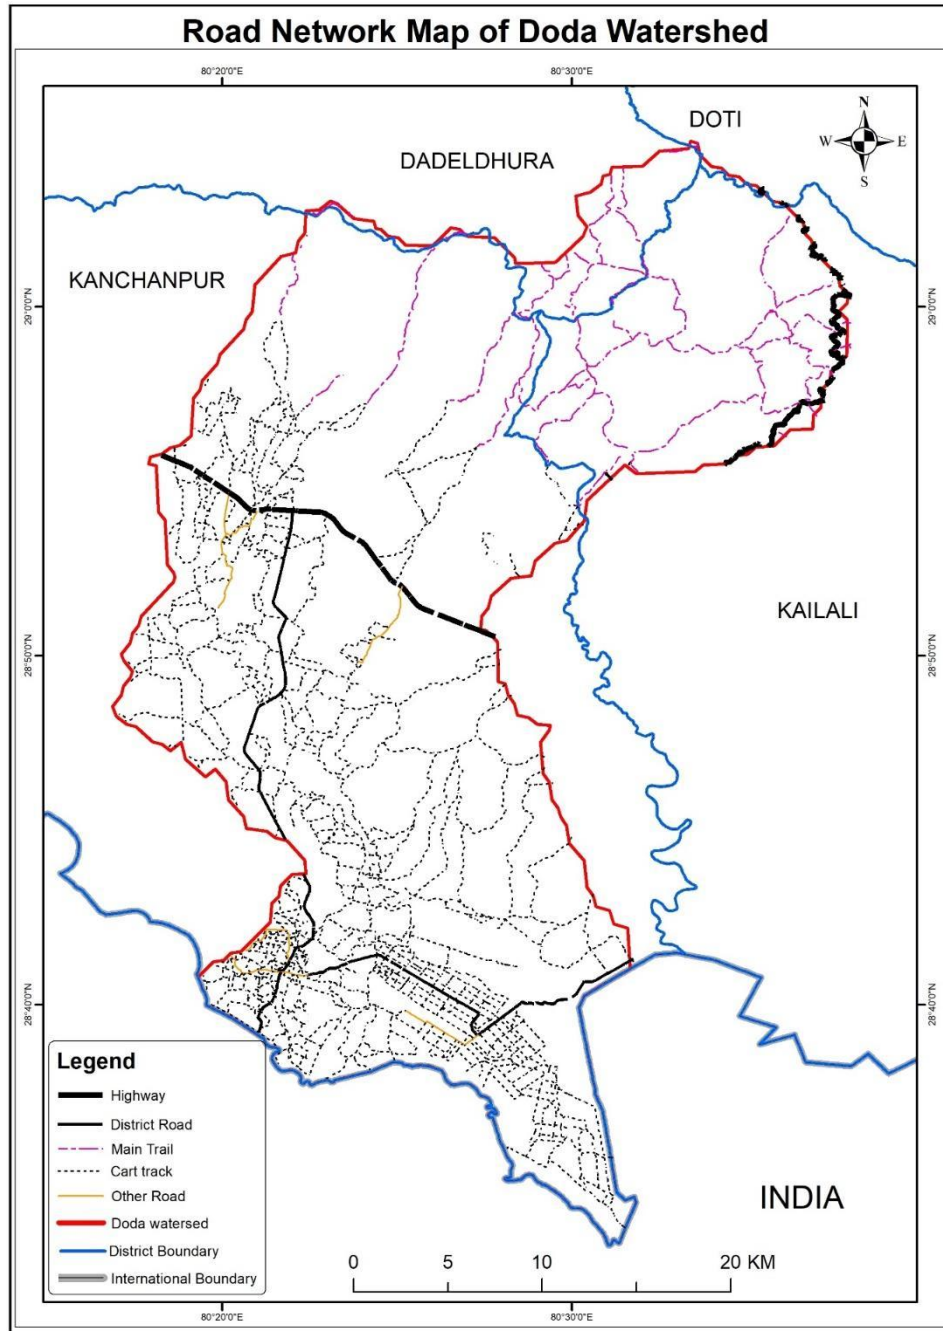 Road Network Map of Doda Watershed
80°20'0"E
80°30'0"E
DOTI
N
W
E
S
DADELDHURA
KANCHANPUR
29°0'0"N
29°0'0"N
KAILALI
28°50'0"N
28°50'0"N
28°40'0"N
28°40'0"N
Legend
Highway
District Road
Main Trail
Cart track
Other Road
Doda watersed
District Boundary
International Boundary
INDIA
0 5 10 20 KM
80°20'0"E
80°30'0"E